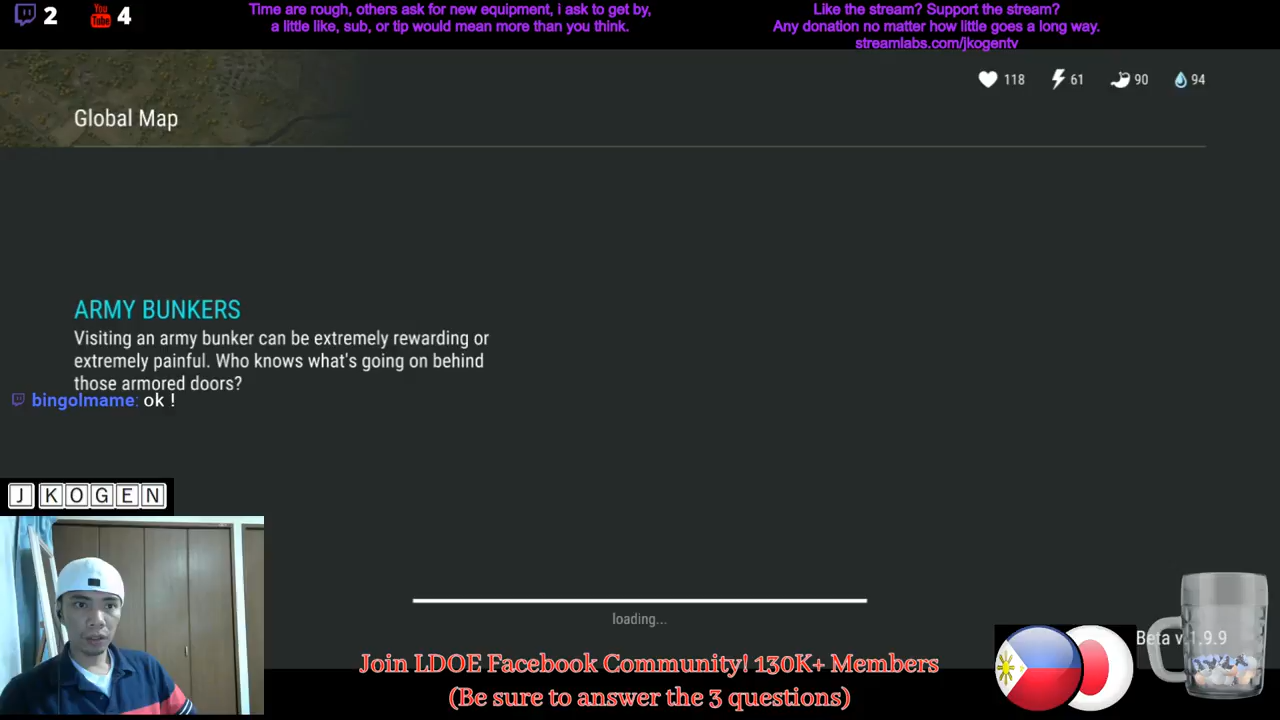 2
You
Tube
4
Time are rough, others ask for new equipment, i ask to get by,
a little like, sub, or tip would mean more than you think.
Like the stream? Support the stream?
Any donation no matter how little goes a long way.
streamlabs.com/jkogentv
118
61
90
94
Global Map
ARMY BUNKERS
Visiting an army bunker can be extremely rewarding or
extremely painful. Who knows what's going on behind
those armored doors?
bingolmame: ok !
J KOGEN
loading...
Beta v.1.9.9
Join LDOE Facebook Community! 130K+ Members
(Be sure to answer the 3 questions)